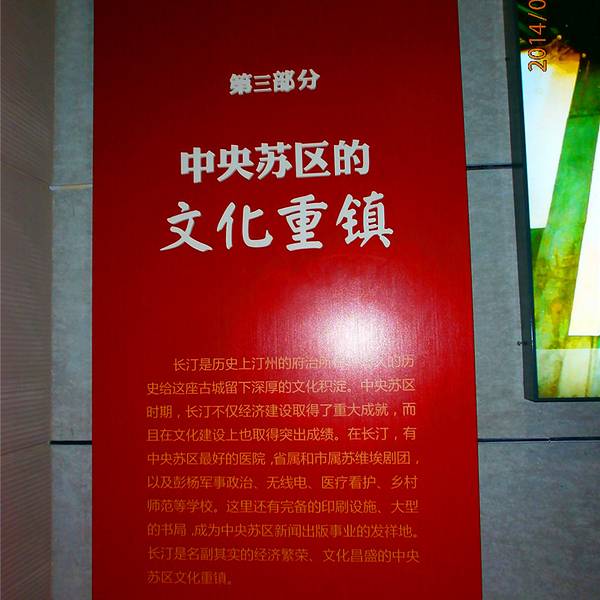 第三部分
中央苏区的
文化重镇
长汀是历史上汀州的府治所 的历
史给这座古城留下深厚的文化积淀。中央苏区
时期，长汀不仅经济建设取得了重大成就，而
且在文化建设上也取得突出成绩。在长汀，有
中央苏区最好的医院，省属和市属苏维埃剧团，
以及彭杨军事政治、无线电、医疗看护、乡村
师范等学校。这里还有完备的印刷设施、大型
的书局，成为中央苏区新闻出版事业的发祥地。
长汀是名副其实的经济繁荣、文化昌盛的中央
苏区文化重镇。
2014/0